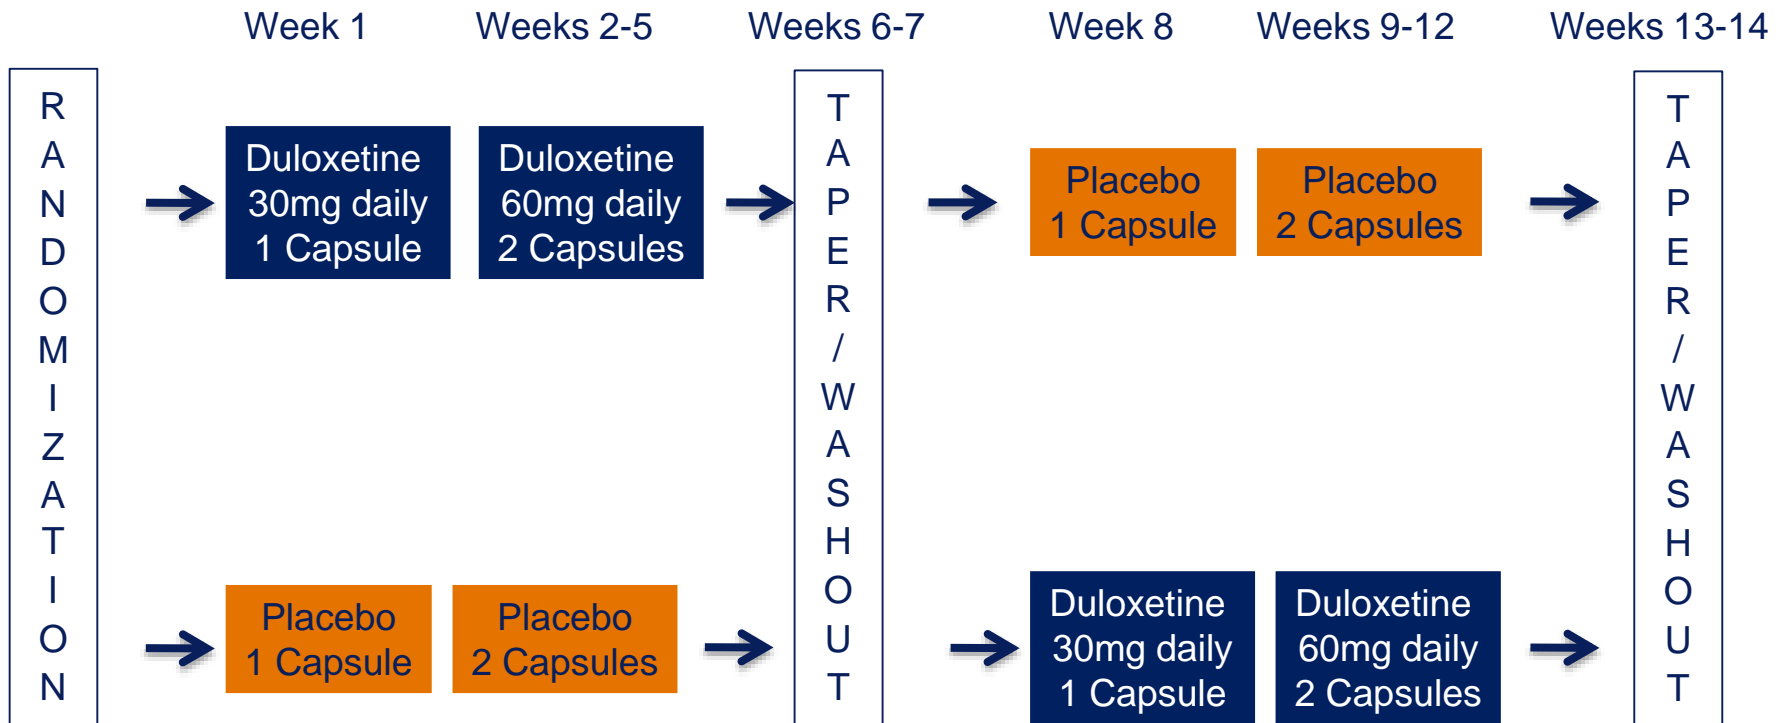 Week 1
Weeks 2-5
Weeks 6-7
Week 8
Weeks 9-12
Weeks 13-14
R
A
N
D
O
M
I
Z
A
T
I
O
N
Duloxetine
30mg daily
1 Capsule
Duloxetine
60mg daily
2 Capsules
T
A
P
E
R
/
W
A
S
H
O
U
T
Placebo
1 Capsule
Placebo
2 Capsules
T
A
P
E
R
/
W
A
S
H
O
U
T
Placebo
1 Capsule
Placebo
2 Capsules
Duloxetine
30mg daily
1 Capsule
Duloxetine
60mg daily
2 Capsules